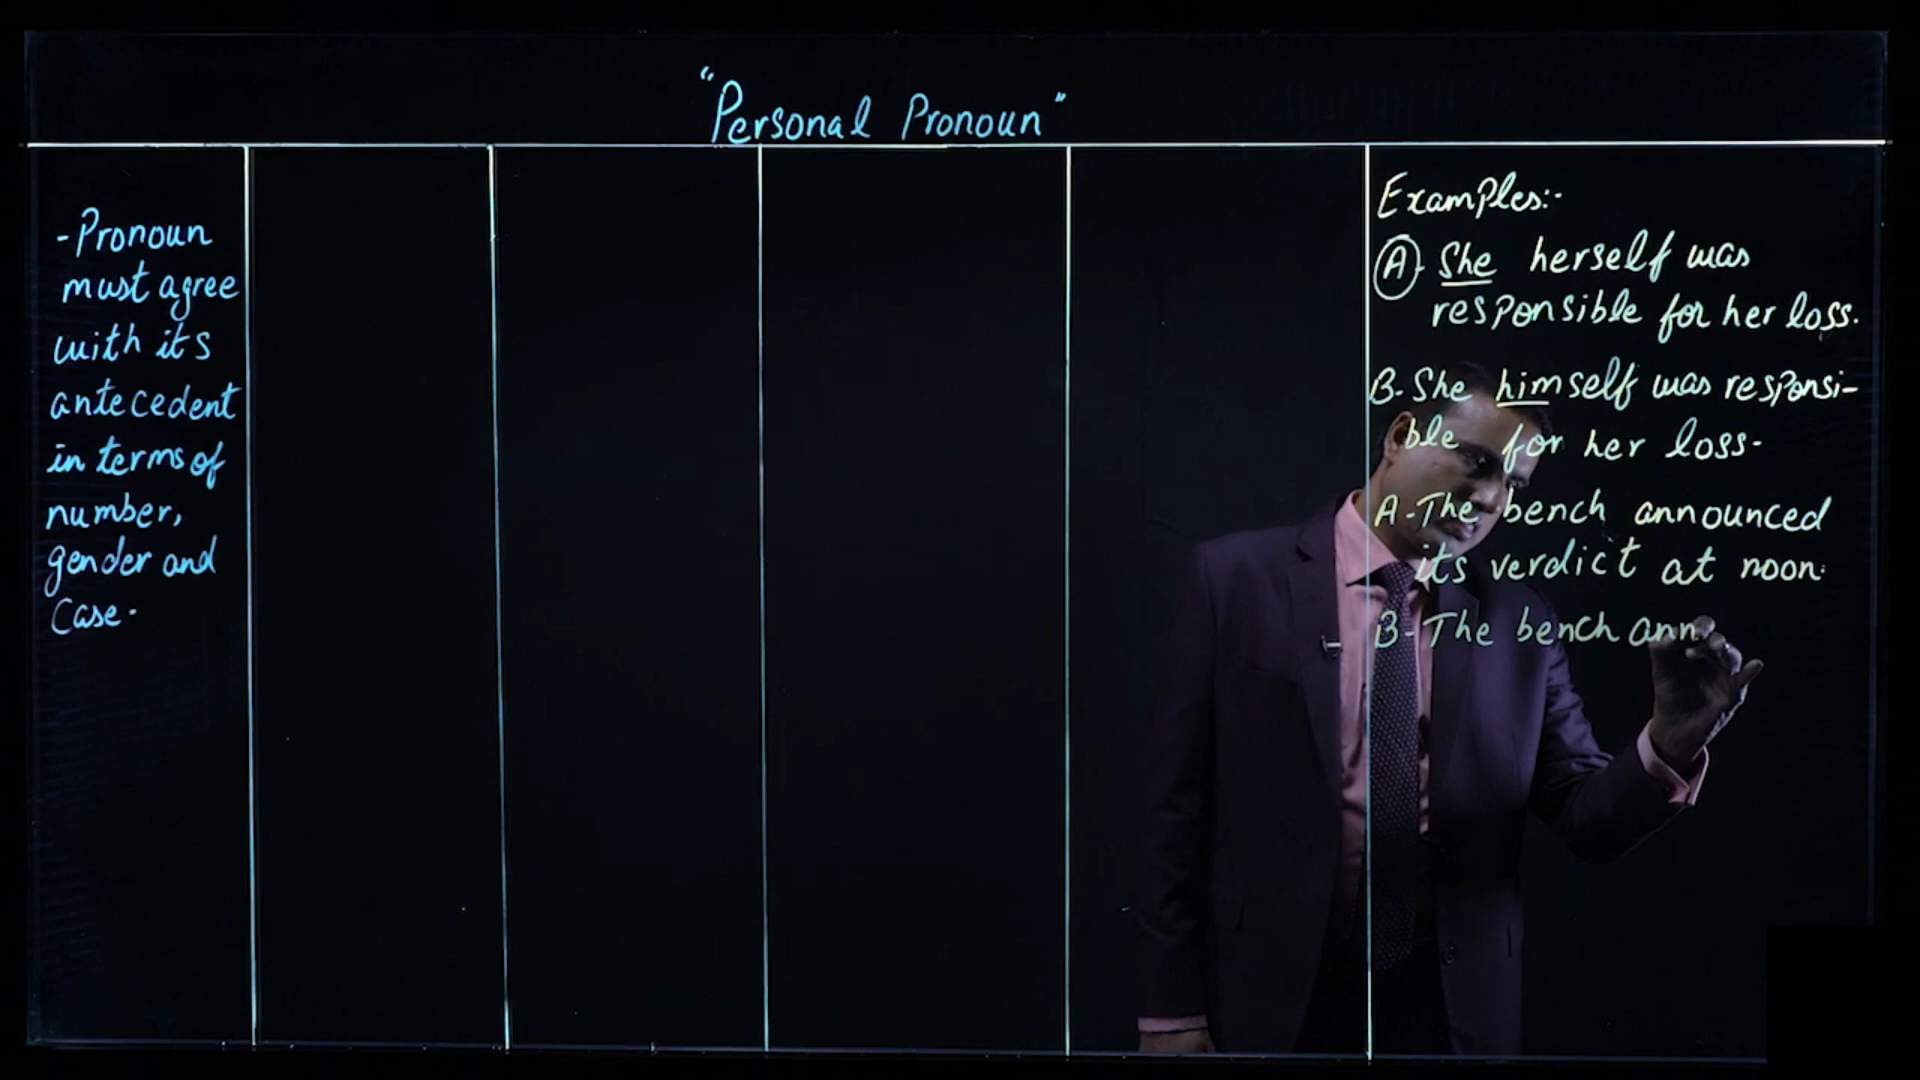 "Personal Pronoun"
- Pronoun
must agree
with its
antecedent
in terms of
number,
gender and
Case.
Examples:-
A- She herself was
responsible for her loss.
B- She himself was responsi-
ble for her loss.
A- The bench announced
its verdict at noon.
B- The bench ann